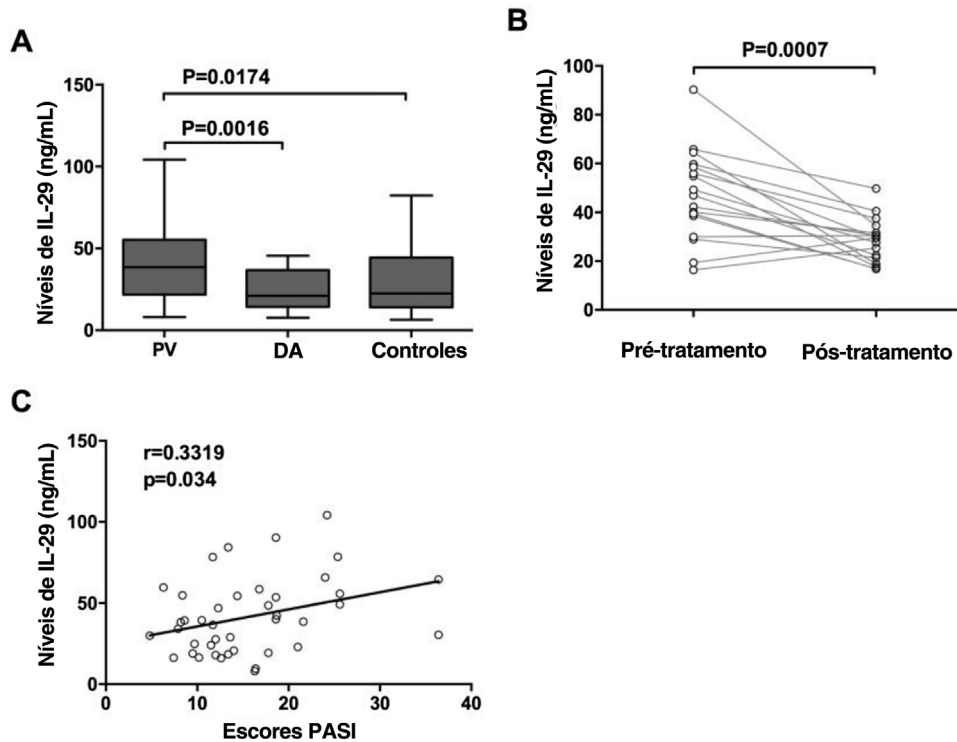 A
Níveis de IL-29 (ng/mL)
150
100
50
0
P=0.0174
P=0.0016
PV
DA
Controles
B
Níveis de IL-29 (ng/mL)
100
80
60
40
20
0
P=0.0007
Pré-tratamento
Pós-tratamento
C
Níveis de IL-29 (ng/mL)
150
100
50
0
r=0.3319
p=0.034
0
10
20
30
40
Escores PASI